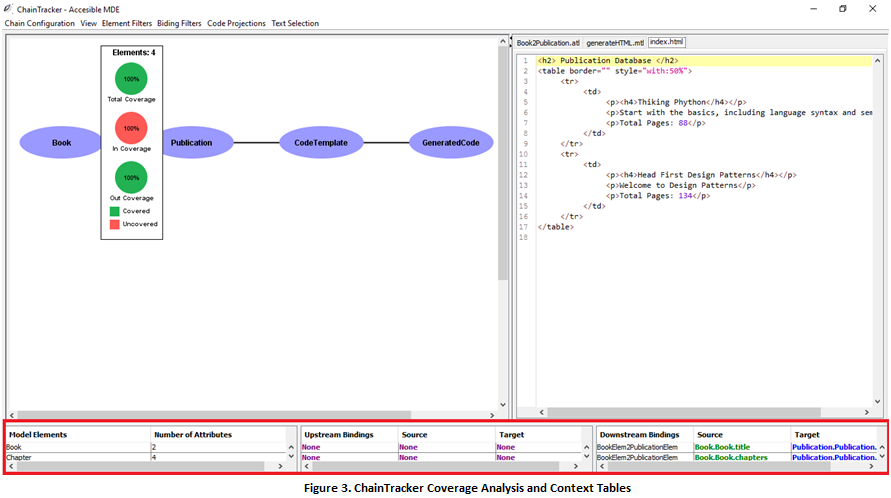 ChainTracker - Accesible MDE
Chain Configuration View Element Filters Biding Filters Code Projections Text Selection
Elements: 4
100%
Total Coverage
100%
In Coverage
100%
Out Coverage
Covered
Uncovered
Book
Publication
CodeTemplate
GeneratedCode
Book2Publication.atl generateHTML.mtl index.html
1 <h2> Publication Database </h2>
2 <table border="" style="with:50%">
3 <tr>
4 <td>
5 <p><h4>Thiking Phython</h4></p>
6 <p>Start with the basics, including language syntax and sem
7 <p>Total Pages: 88</p>
8 </td>
9 </tr>
10 <tr>
11 <td>
12 <p><h4>Head First Design Patterns</h4></p>
13 <p>Welcome to Design Patterns</p>
14 <p>Total Pages: 134</p>
15 </td>
16 </tr>
17 </table>
18
Model Elements Number of Attributes
Book 2
Chapter 4
Upstream Bindings Source Target
None None None
None None None
Downstream Bindings Source Target
BookElem2PublicationElem Book.Book.title Publication.Publication.
BookElem2PublicationElem Book.Book.chapters Publication.Publication.
Figure 3. ChainTracker Coverage Analysis and Context Tables